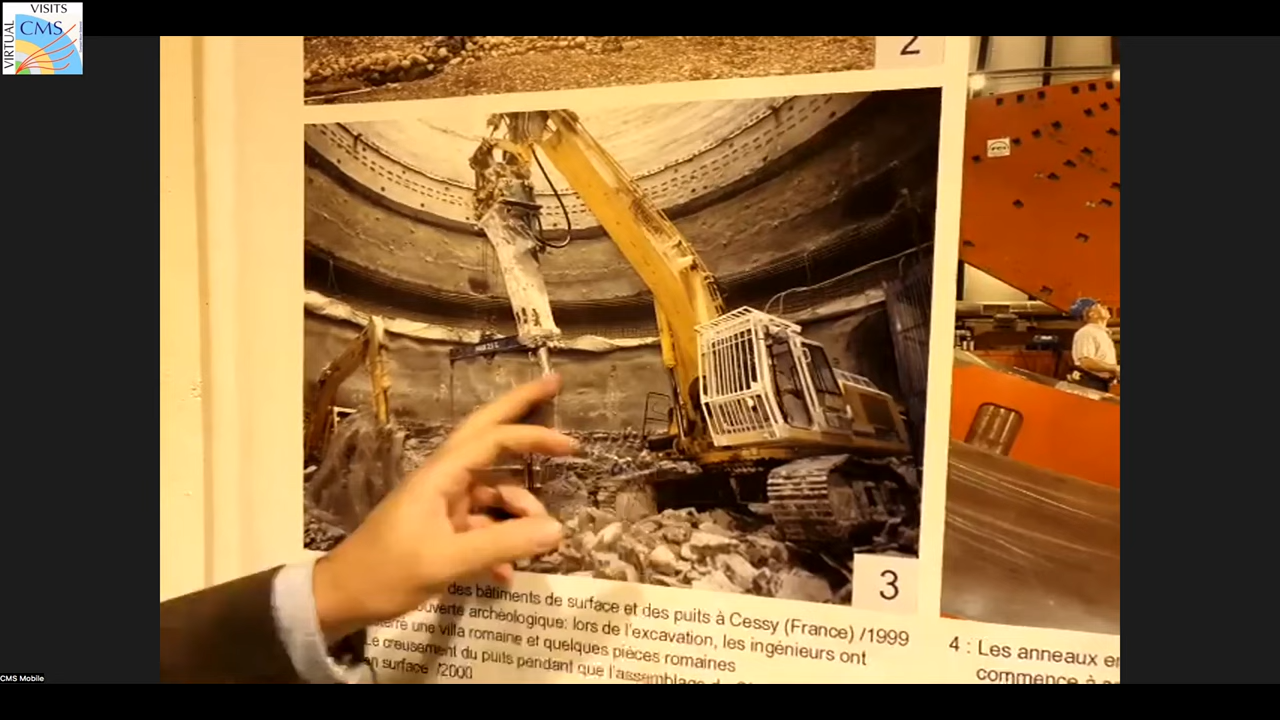 VISITS
VIRTUAL
CMS
2
3
des bâtiments de surface et des puits à Cessy (France) /1999
archéologique: lors de l'excavation, les ingénieurs ont
une villa romaine et quelques pièces romaines
Le creusement du puits pendant que l'assemblage
en surface /2000
4 : Les anneaux
commence à
CMS Mobile